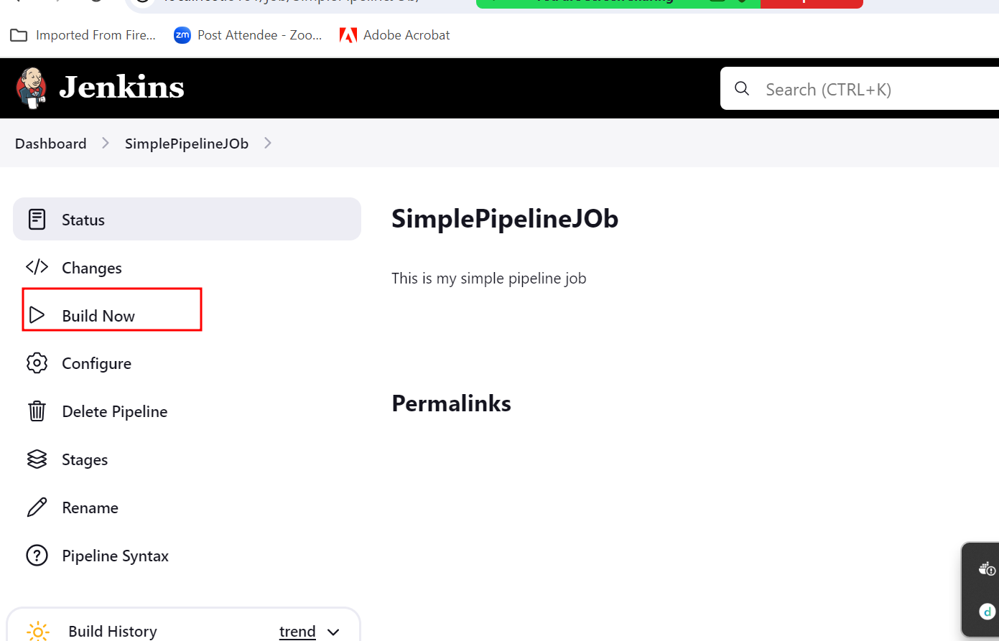 Imported From Fire...
zm Post Attendee - Zoo...
Adobe Acrobat
Jenkins
Search (CTRL+K)
Dashboard
SimplePipelineJOb
Status
Changes
Build Now
Configure
Delete Pipeline
Stages
Rename
Pipeline Syntax
Build History
trend
SimplePipelineJOb
This is my simple pipeline job
Permalinks
d